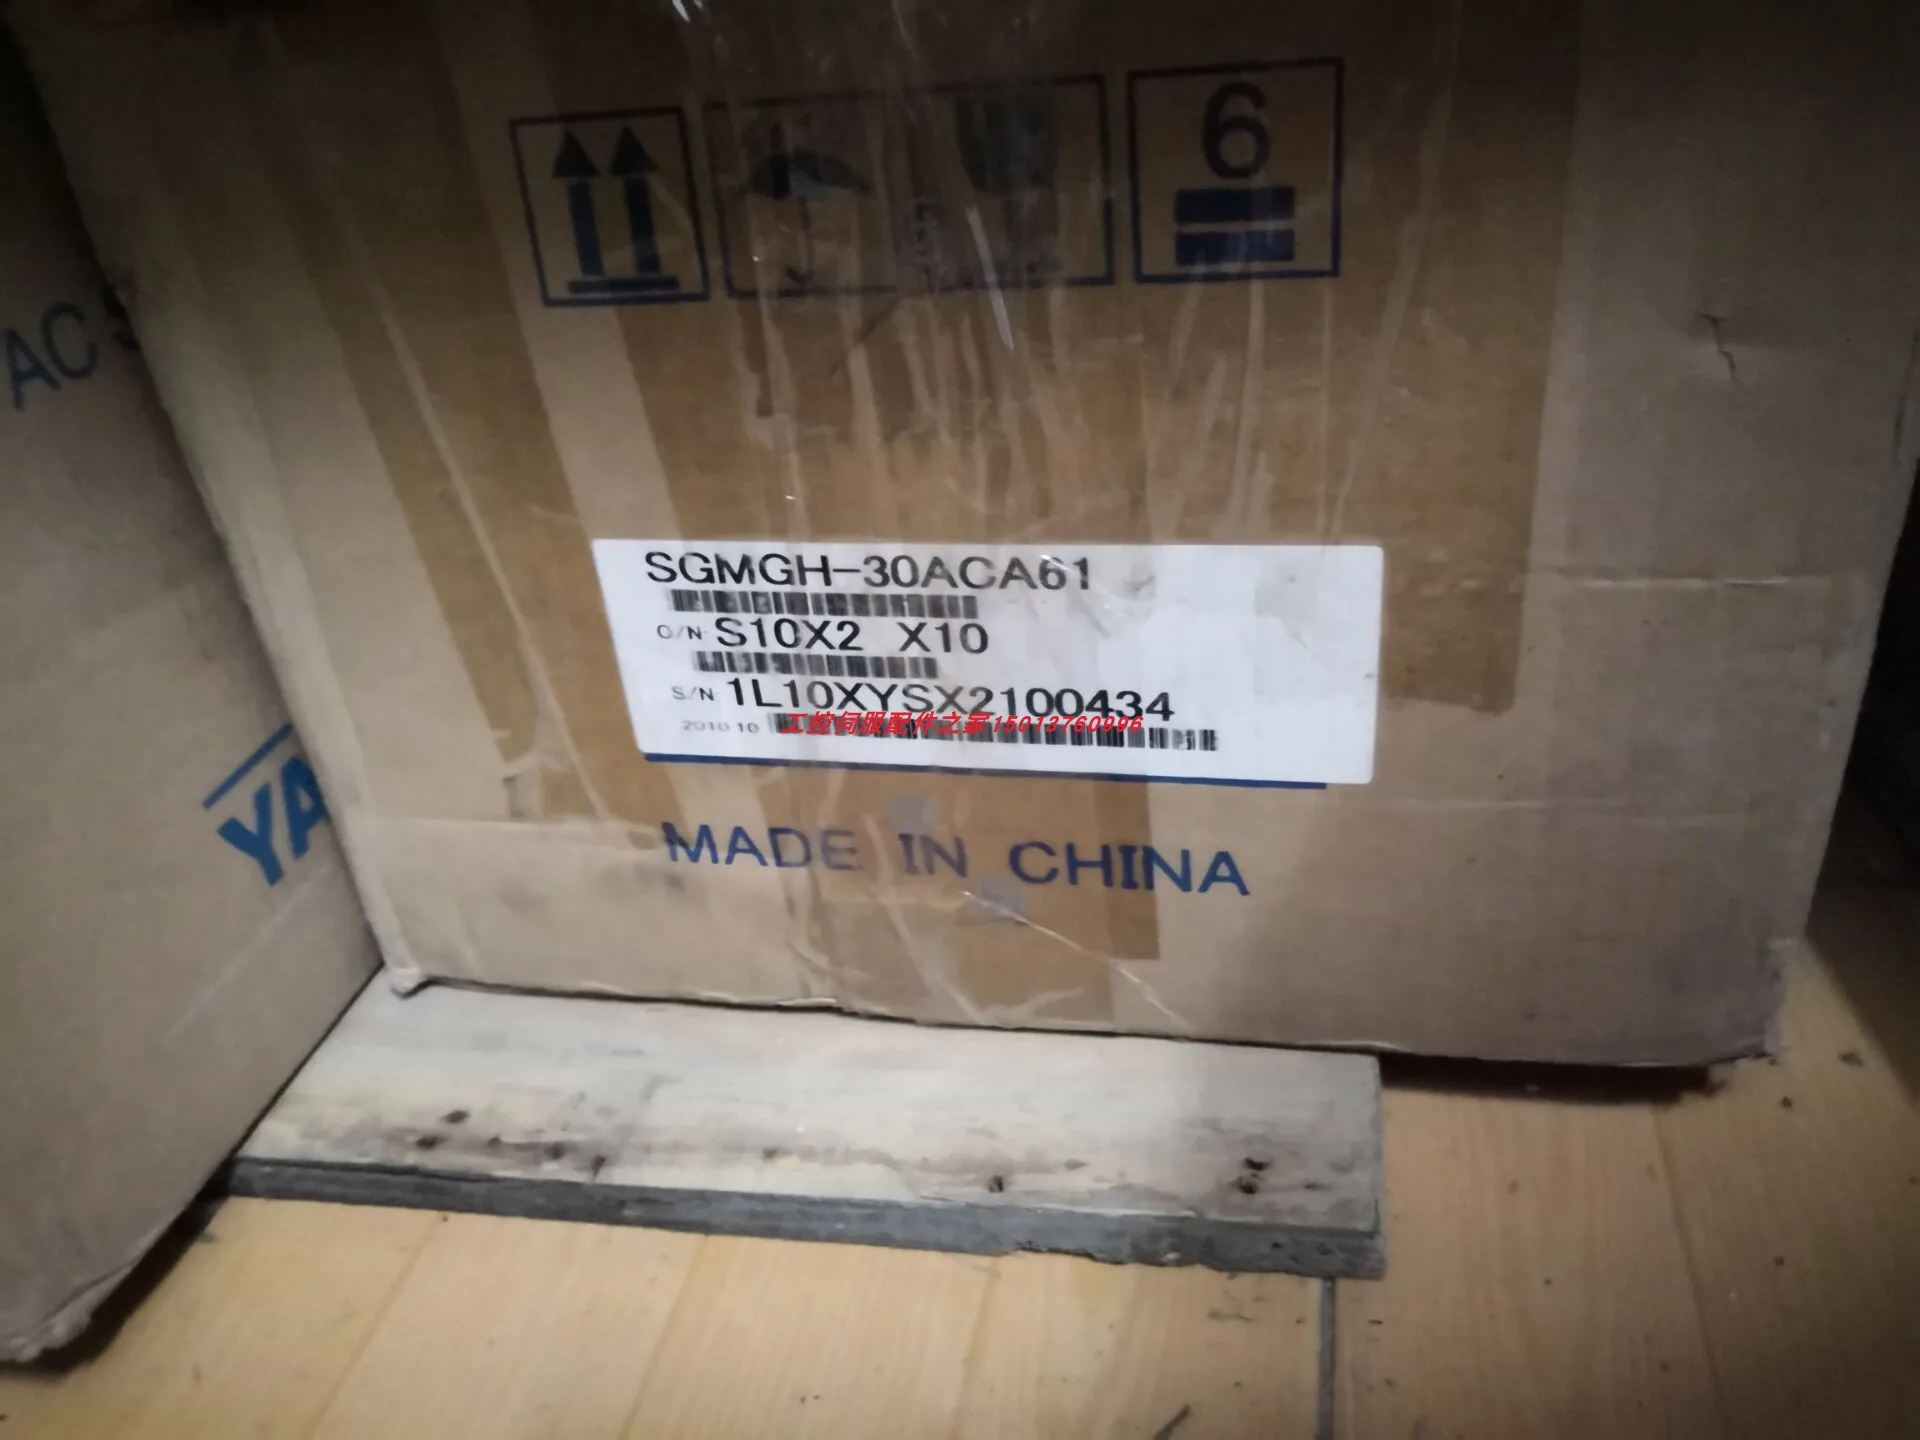 6
AC S
SGMGH-30ACA61
O/N: S10X2 X10
S/N: 1L10XYSX2100434
2010 10
工控伺服配件之家15013760996
YA
MADE IN CHINA